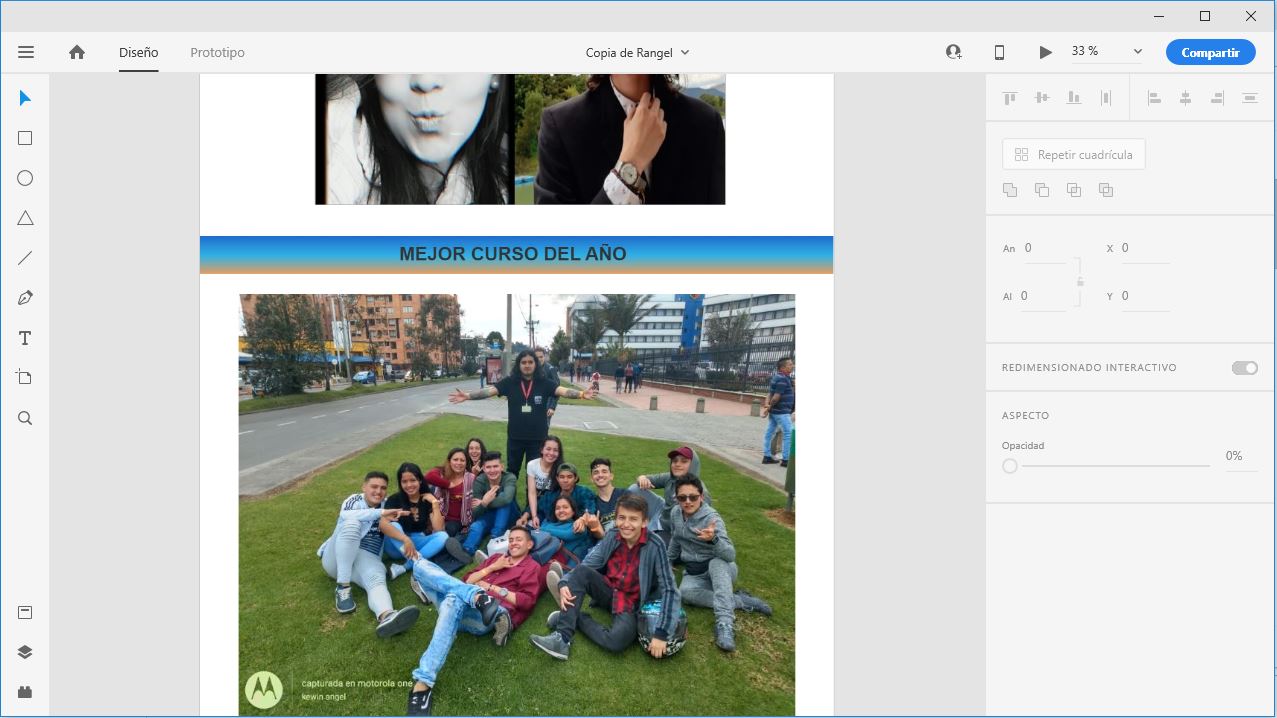 Diseño
Prototipo
Copia de Rangel
33 %
Compartir
Repetir cuadrícula
MEJOR CURSO DEL AÑO
An 0
X 0
Al 0
Y 0
REDIMENSIONADO INTERACTIVO
ASPECTO
Opacidad
0%
capturada en motorola one
kewin angel